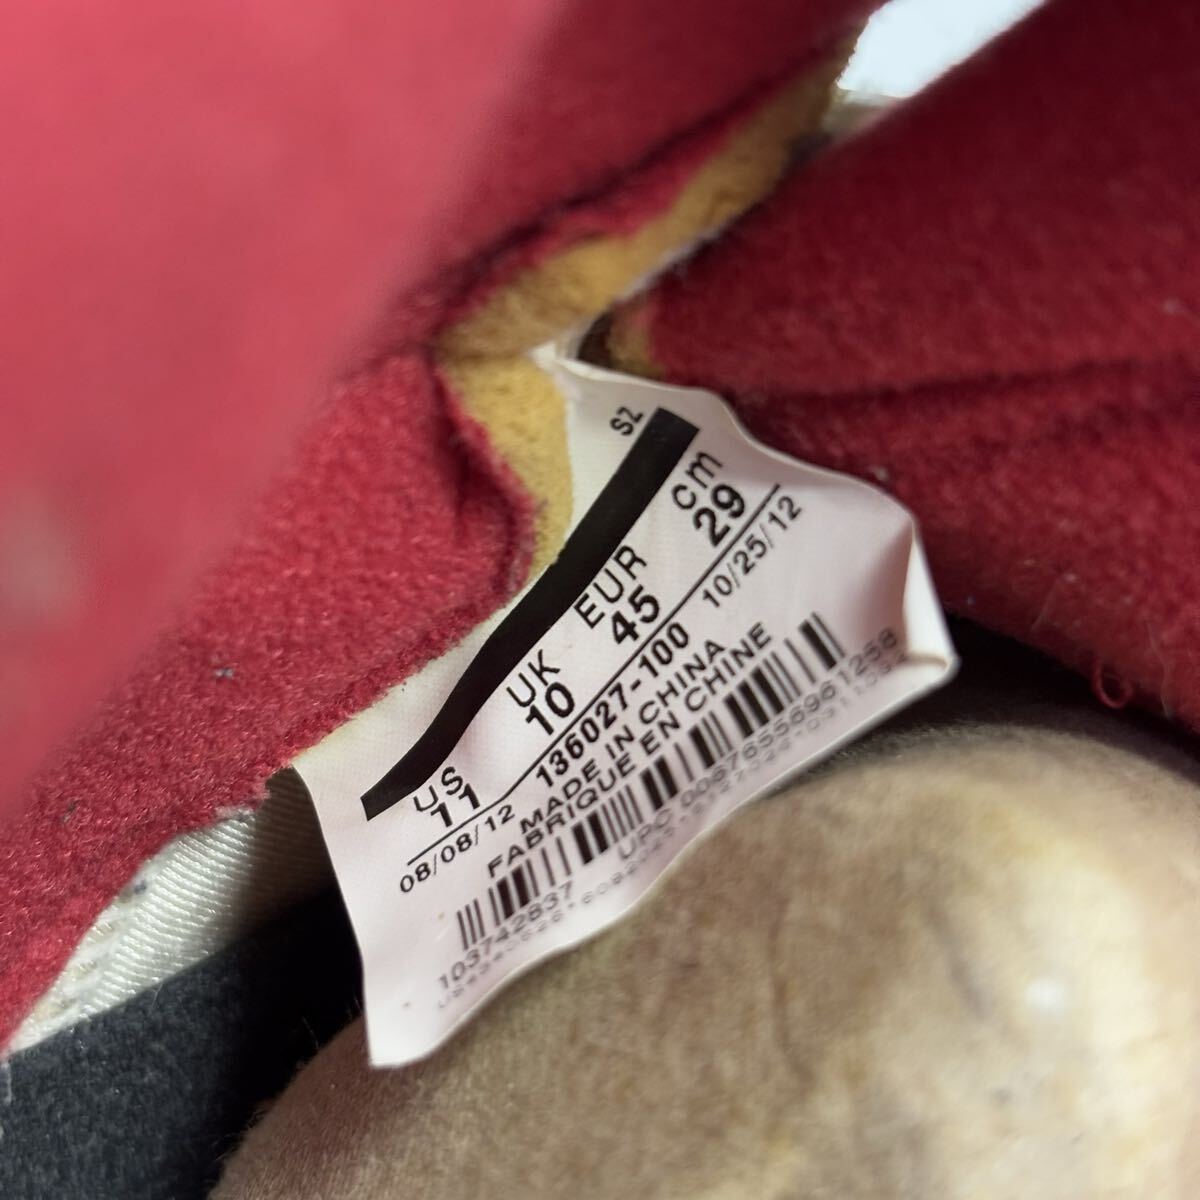 SZ
US UK EUR cm
11 10 45 29
08/08/12 136027-100 10/25/12
MADE IN CHINA
FABRIQUE EN CHINE
103742837 UPC: